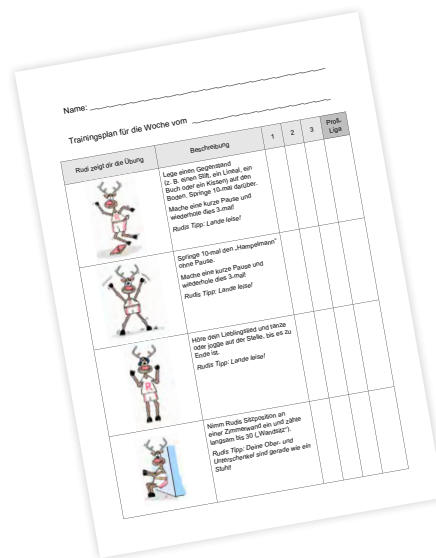 Name:
Trainingsplan für die Woche vom
Rudi zeigt dir die Übung
Beschreibung
1
2
3
Profi-
Liga
Lege einen Gegenstand
(z. B. einen Stift, ein Lineal, ein
Buch oder ein Kissen) auf den
Boden. Springe 10-mal darüber.
Mache eine kurze Pause und
wiederhole dies 3-mal!
Rudis Tipp: Lande leise!
Springe 10-mal den „Hampelmann"
ohne Pause.
Mache eine kurze Pause und
wiederhole dies 3-mal!
Rudis Tipp: Lande leise!
Höre dein Lieblingslied und tanze
oder jogge auf der Stelle, bis es zu
Ende ist.
Rudis Tipp: Lande leise!
R
Nimm Rudis Sitzposition an
einer Zimmerwand ein und zähle
langsam bis 30 („Wandsitz").
Rudis Tipp: Deine Ober- und
Unterschenkel sind gerade wie ein
Stuhl!